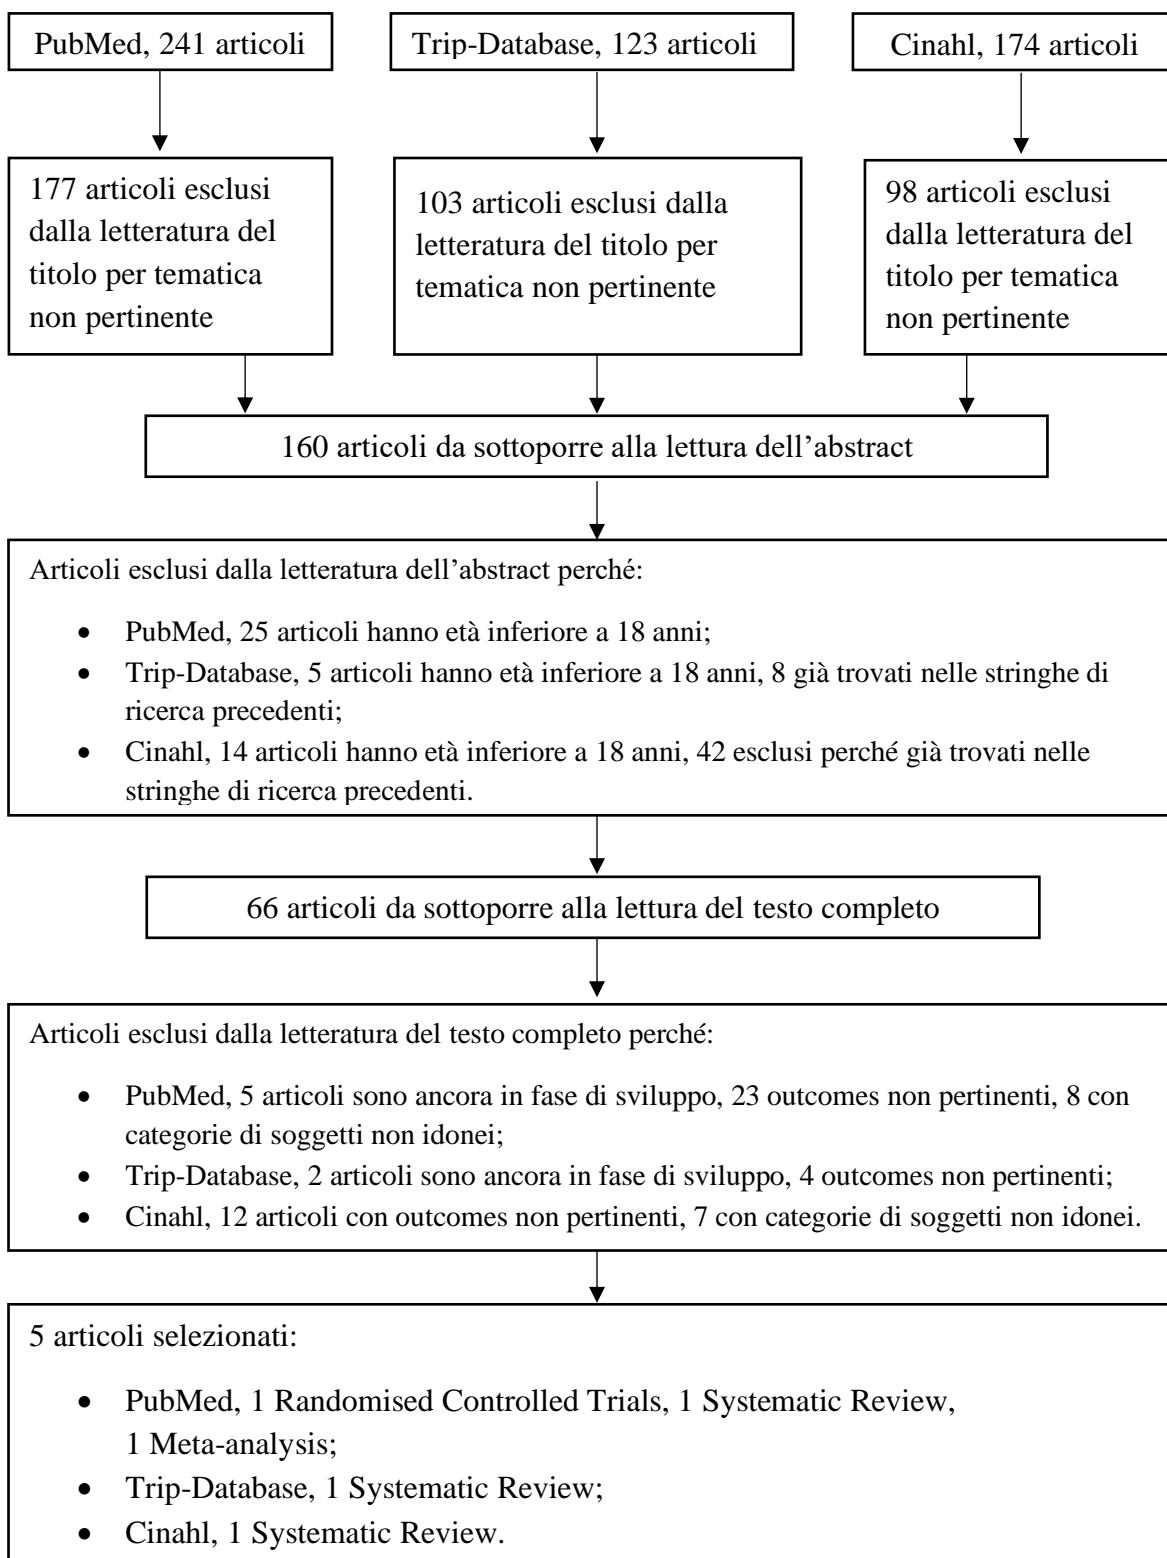 PubMed, 241 articoli
Trip-Database, 123 articoli
Cinahl, 174 articoli
177 articoli esclusi
dalla letteratura del
titolo per tematica
non pertinente
103 articoli esclusi dalla
letteratura del titolo per
tematica non pertinente
98 articoli esclusi
dalla letteratura del
titolo per tematica
non pertinente
160 articoli da sottoporre alla lettura dell’abstract
Articoli esclusi dalla letteratura dell’abstract perché:
• PubMed, 25 articoli hanno età inferiore a 18 anni;
• Trip-Database, 5 articoli hanno età inferiore a 18 anni, 8 già trovati nelle stringhe di
ricerca precedenti;
• Cinahl, 14 articoli hanno età inferiore a 18 anni, 42 esclusi perché già trovati nelle
stringhe di ricerca precedenti.
66 articoli da sottoporre alla lettura del testo completo
Articoli esclusi dalla letteratura del testo completo perché:
• PubMed, 5 articoli sono ancora in fase di sviluppo, 23 outcomes non pertinenti, 8 con
categorie di soggetti non idonei;
• Trip-Database, 2 articoli sono ancora in fase di sviluppo, 4 outcomes non pertinenti;
• Cinahl, 12 articoli con outcomes non pertinenti, 7 con categorie di soggetti non idonei.
5 articoli selezionati:
• PubMed, 1 Randomised Controlled Trials, 1 Systematic Review,
1 Meta-analysis;
• Trip-Database, 1 Systematic Review;
• Cinahl, 1 Systematic Review.